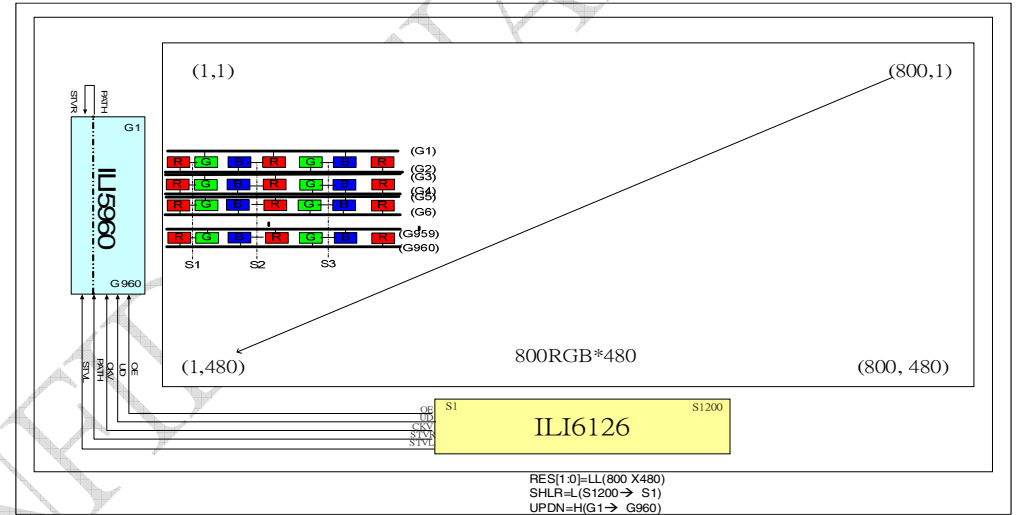 (1,1)
(800,1)
STVR
PATH
G1
ILI5960
G960
(G1)
R G B R G B R
(G2)
(G3)
R G B R G B R
(G4)
(G5)
R G B R G B R
(G6)
(G959)
R G B R G B R
(G960)
S1 S2 S3
(1,480)
800RGB*480
(800, 480)
STVL
PATH
CKV
UD
OE
OE
UD
CKV
STVR
STVL
S1
S1200
ILI6126
RES[1:0]=LL(800 X480)
SHLR=L(S1200→ S1)
UPDN=H(G1→ G960)